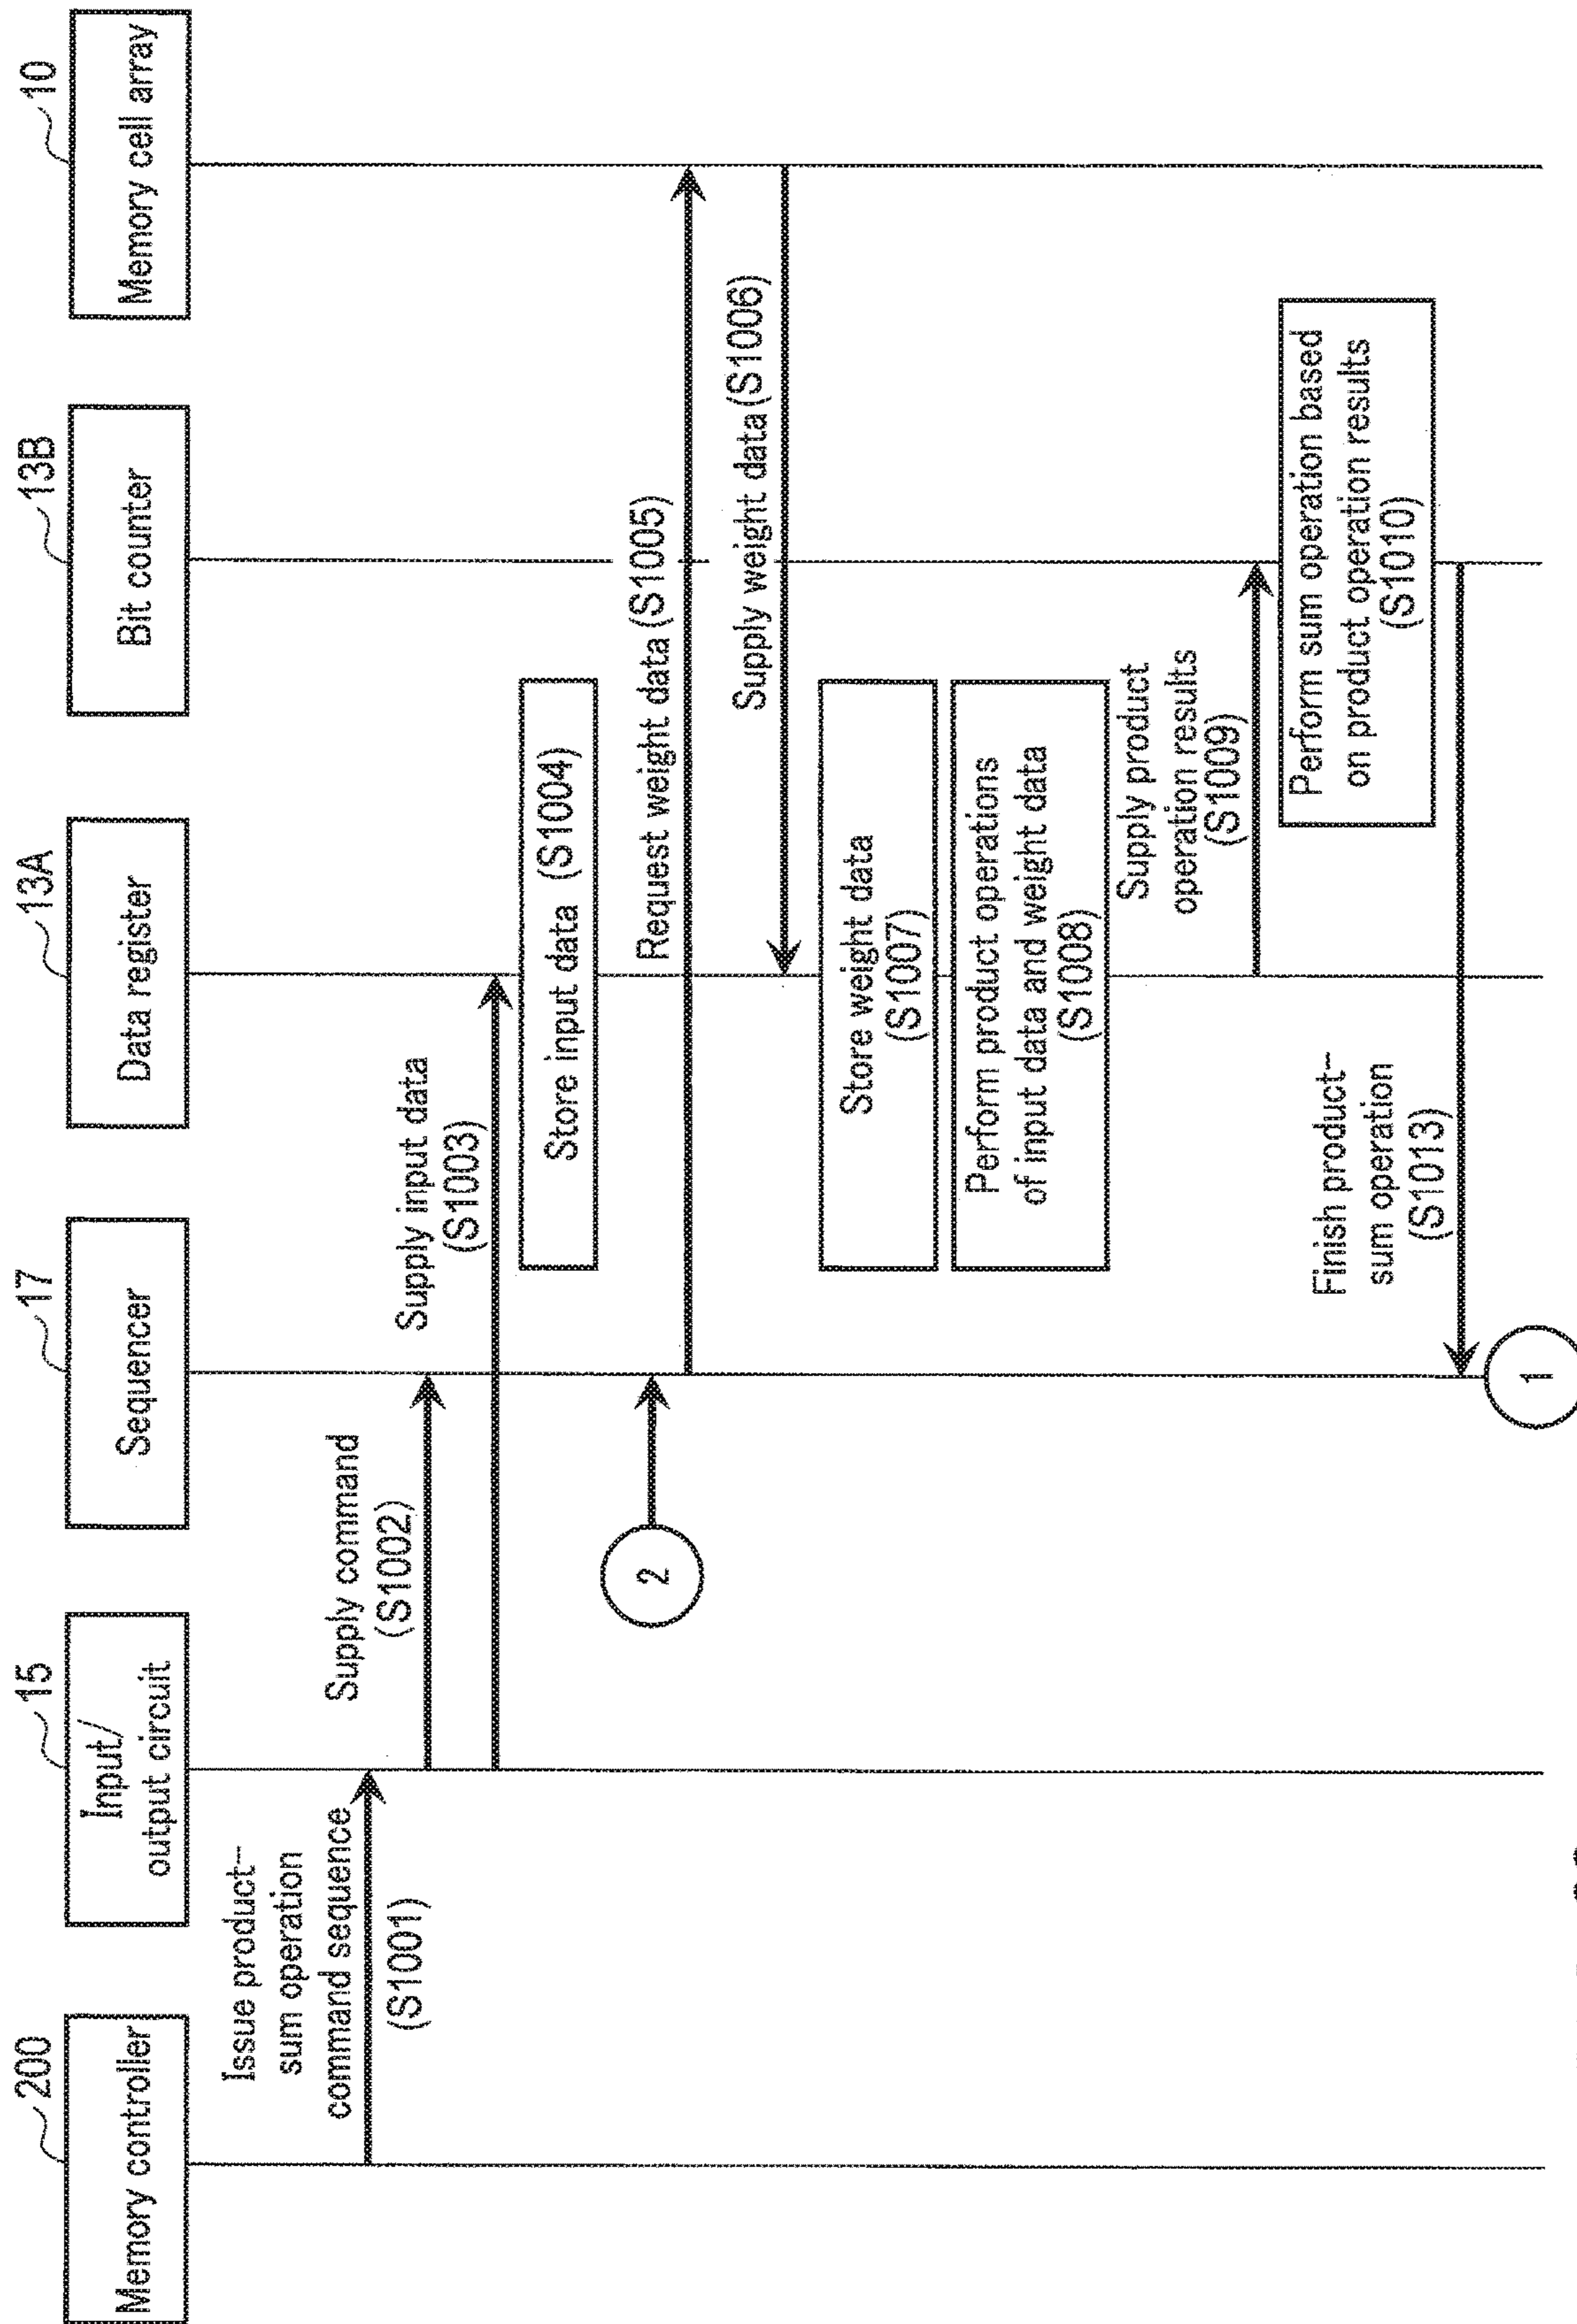 200
Memory controller
15
Input/
output circuit
17
Sequencer
13A
Data register
13B
Bit counter
10
Memory cell array
Issue product-
sum operation
command sequence
(S1001)
Supply command
(S1002)
Supply input data
(S1003)
Store input data (S1004)
2
Request weight data (S1005)
Supply weight data (S1006)
Store weight data
(S1007)
Perform product operations
of input data and weight data
(S1008)
Supply product
operation results
(S1009)
Perform sum operation based
on product operation results
(S1010)
Finish product-
sum operation
(S1013)
1